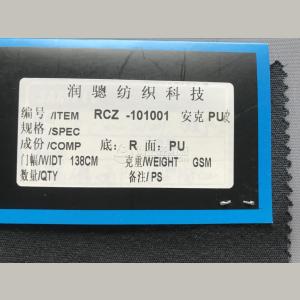 润骢纺织科技
编号/ITEM RCZ -101001 安克 PU皮
规格/SPEC
成份/COMP 底: R 面: PU
门幅/WIDT 138CM 克重/WEIGHT GSM
数量/QTY 备注/PS